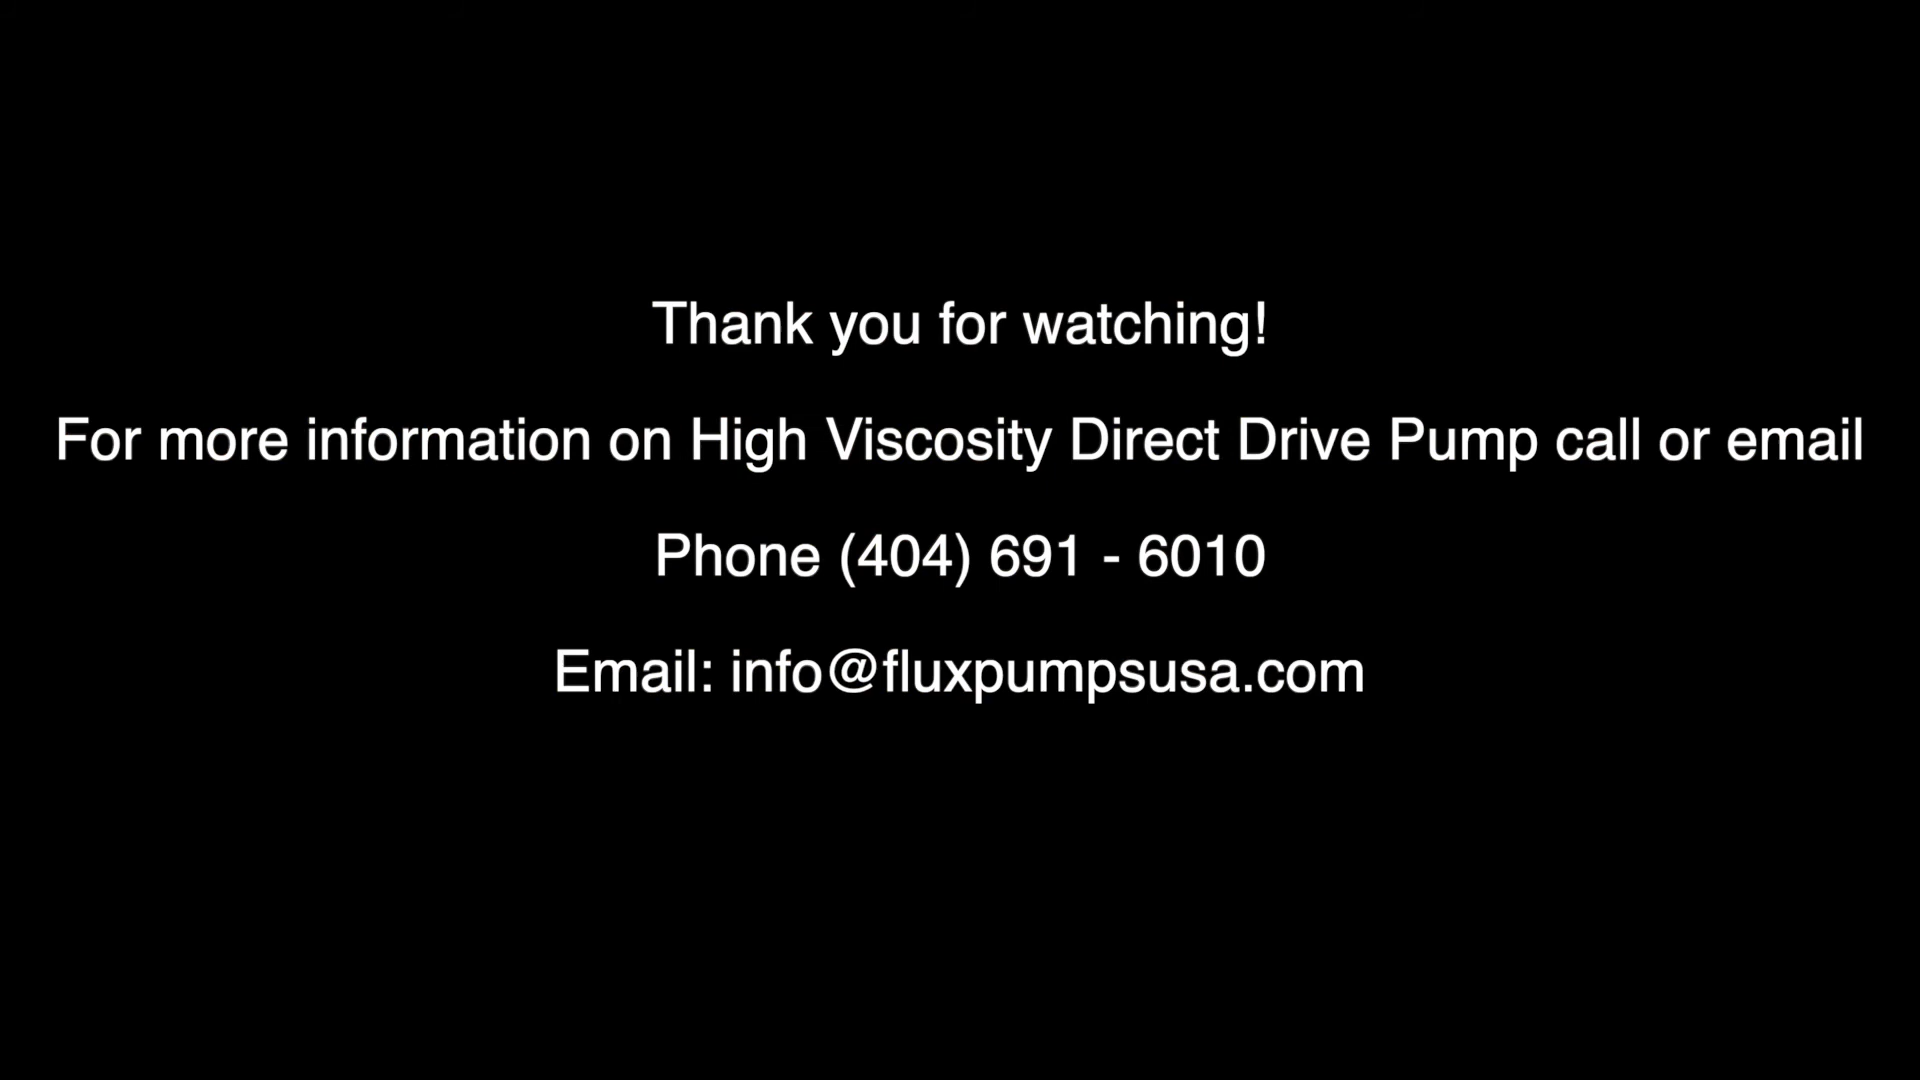 Thank you for watching!
For more information on High Viscosity Direct Drive Pump call or email
Phone (404) 691 - 6010
Email: info@fluxpumpsusa.com